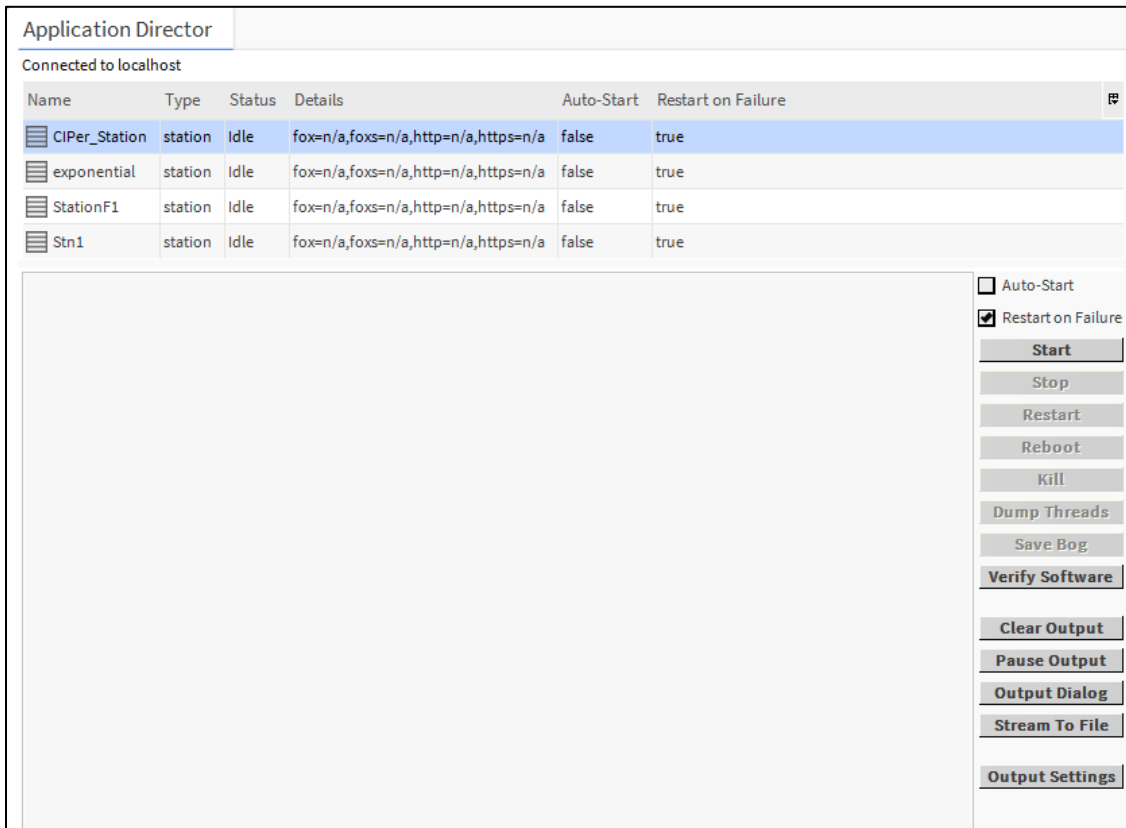 Application Director
Connected to localhost
Name Type Status Details Auto-Start Restart on Failure
CIPer_Station station Idle fox=n/a,foxs=n/a,http=n/a,https=n/a false true
exponential station Idle fox=n/a,foxs=n/a,http=n/a,https=n/a false true
StationF1 station Idle fox=n/a,foxs=n/a,http=n/a,https=n/a false true
Stn1 station Idle fox=n/a,foxs=n/a,http=n/a,https=n/a false true
Auto-Start
Restart on Failure
Start
Stop
Restart
Reboot
Kill
Dump Threads
Save Bog
Verify Software
Clear Output
Pause Output
Output Dialog
Stream To File
Output Settings